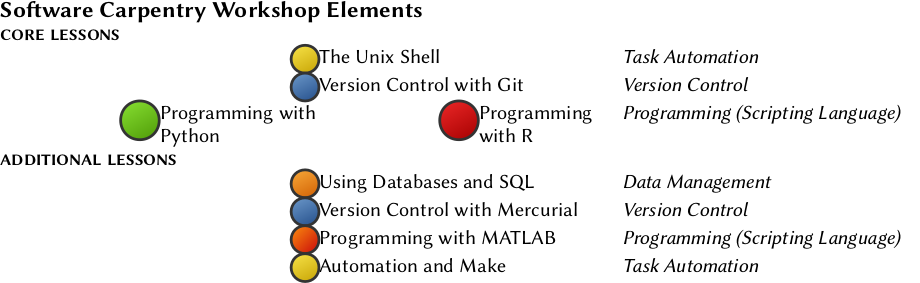 Software Carpentry Workshop Elements
CORE LESSONS
The Unix Shell Task Automation
Version Control with Git Version Control
Programming with Python Programming with R Programming (Scripting Language)
ADDITIONAL LESSONS
Using Databases and SQL Data Management
Version Control with Mercurial Version Control
Programming with MATLAB Programming (Scripting Language)
Automation and Make Task Automation